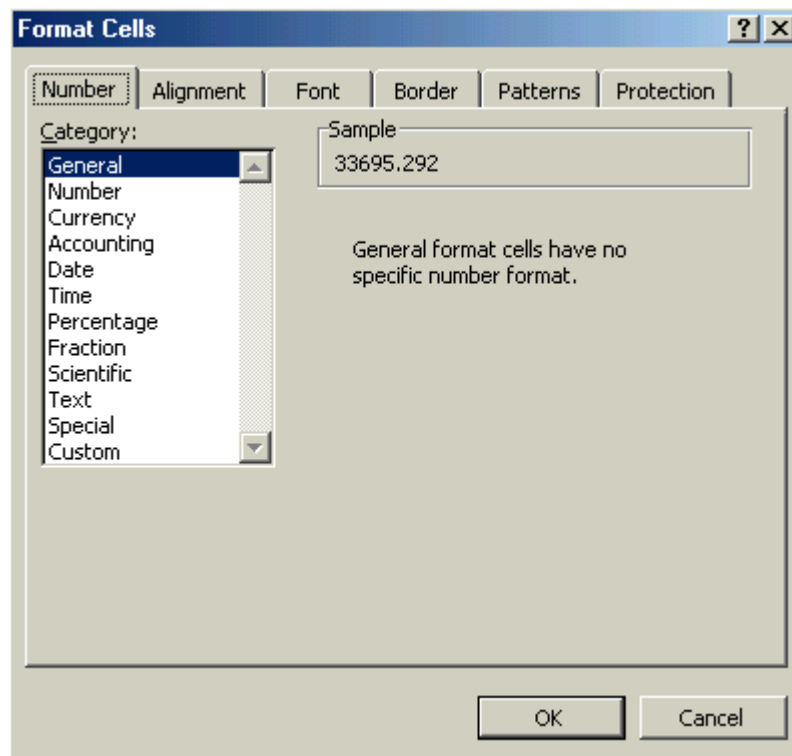 Format Cells
Number Alignment Font Border Patterns Protection
Category:
General
Number
Currency
Accounting
Date
Time
Percentage
Fraction
Scientific
Text
Special
Custom
Sample
33695.292
General format cells have no
specific number format.
OK Cancel